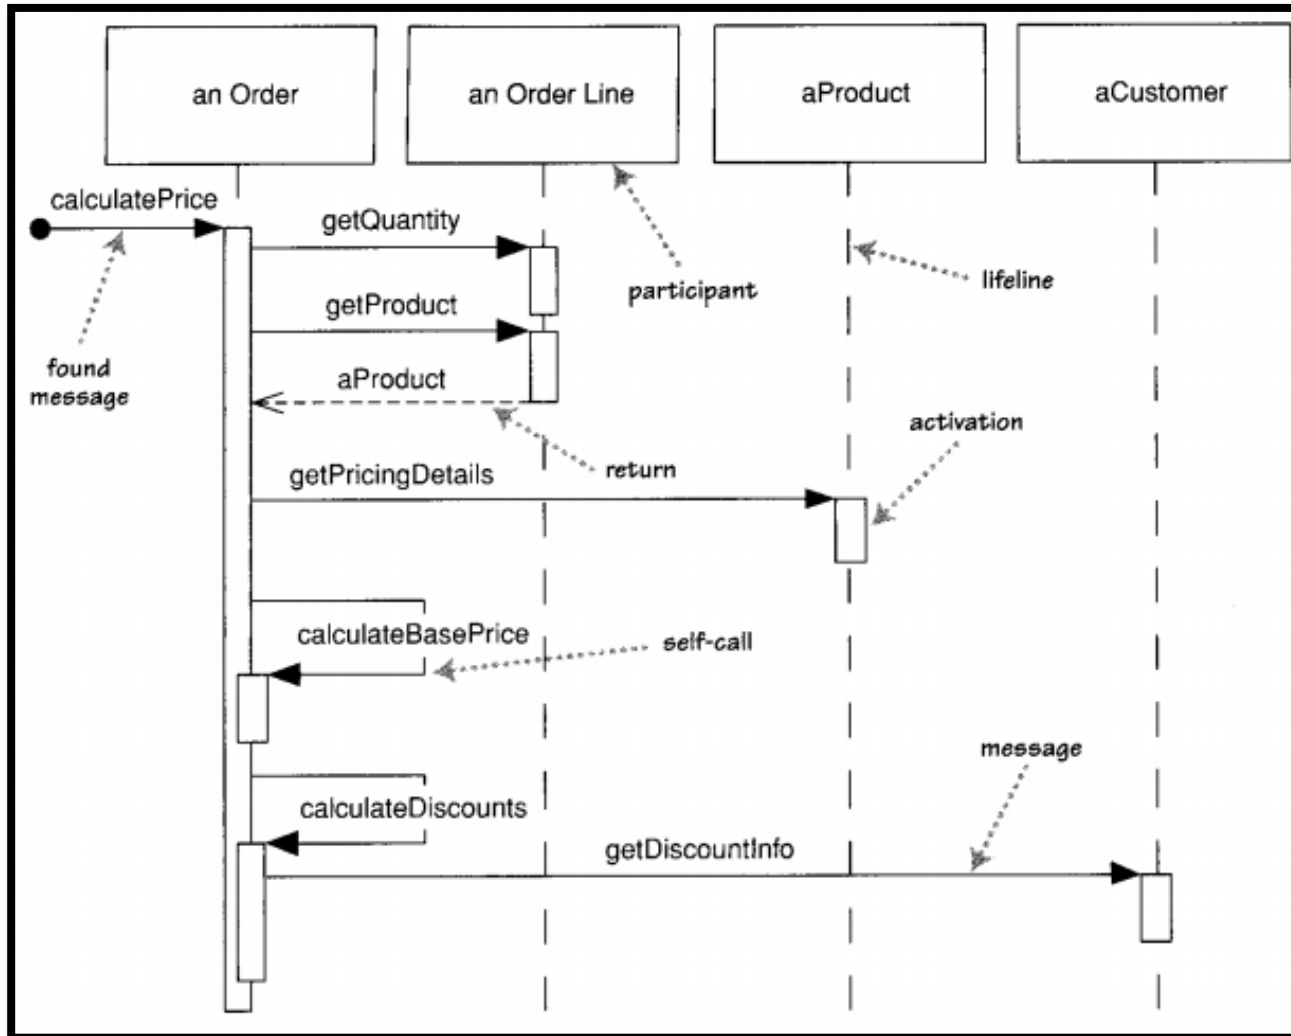 an Order
an Order Line
aProduct
aCustomer
calculatePrice
getQuantity
participant
lifeline
getProduct
found
message
aProduct
return
activation
getPricingDetails
calculateBasePrice
self-call
message
calculateDiscounts
getDiscountInfo